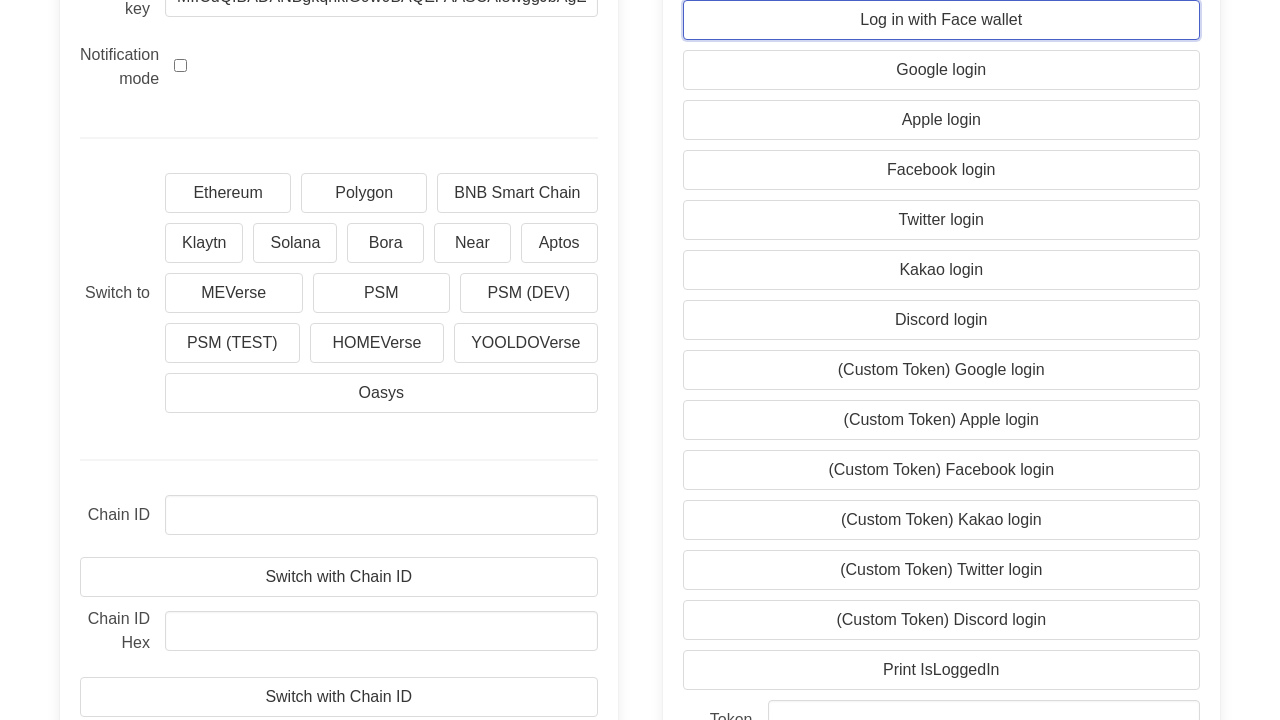 key
Notification
mode
Ethereum
Polygon
BNB Smart Chain
Klaytn
Solana
Bora
Near
Aptos
Switch to
MEVerse
PSM
PSM (DEV)
PSM (TEST)
HOMEVerse
YOOLDOVerse
Oasys
Chain ID
Switch with Chain ID
Chain ID
Hex
Switch with Chain ID
Log in with Face wallet
Google login
Apple login
Facebook login
Twitter login
Kakao login
Discord login
(Custom Token) Google login
(Custom Token) Apple login
(Custom Token) Facebook login
(Custom Token) Kakao login
(Custom Token) Twitter login
(Custom Token) Discord login
Print IsLoggedIn
Token